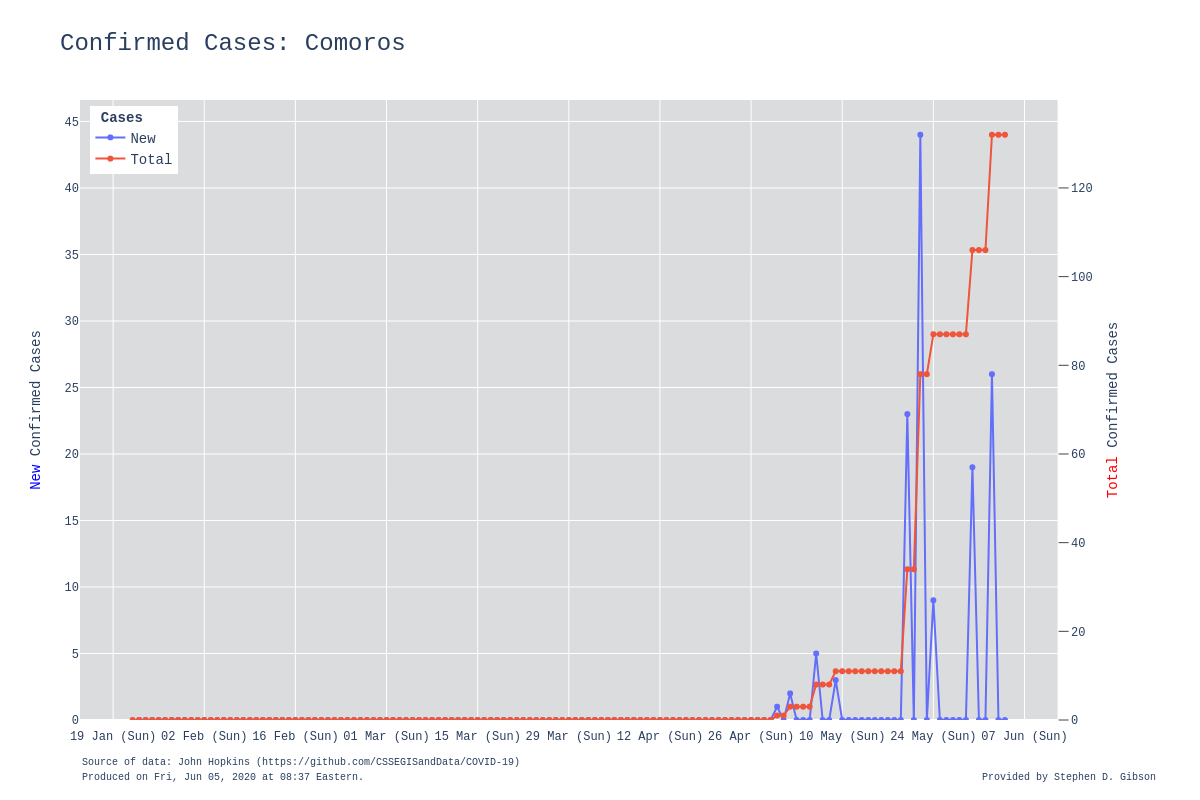 Confirmed Cases: Comoros
Cases
New
Total
45
40
35
30
25
20
15
10
5
0
120
100
80
60
40
20
0
New Confirmed Cases
Total Confirmed Cases
19 Jan (Sun) 02 Feb (Sun) 16 Feb (Sun) 01 Mar (Sun) 15 Mar (Sun) 29 Mar (Sun) 12 Apr (Sun) 26 Apr (Sun) 10 May (Sun) 24 May (Sun) 07 Jun (Sun)
Source of data: John Hopkins (https://github.com/CSSEGISandData/COVID-19)
Produced on Fri, Jun 05, 2020 at 08:37 Eastern.
Provided by Stephen D. Gibson